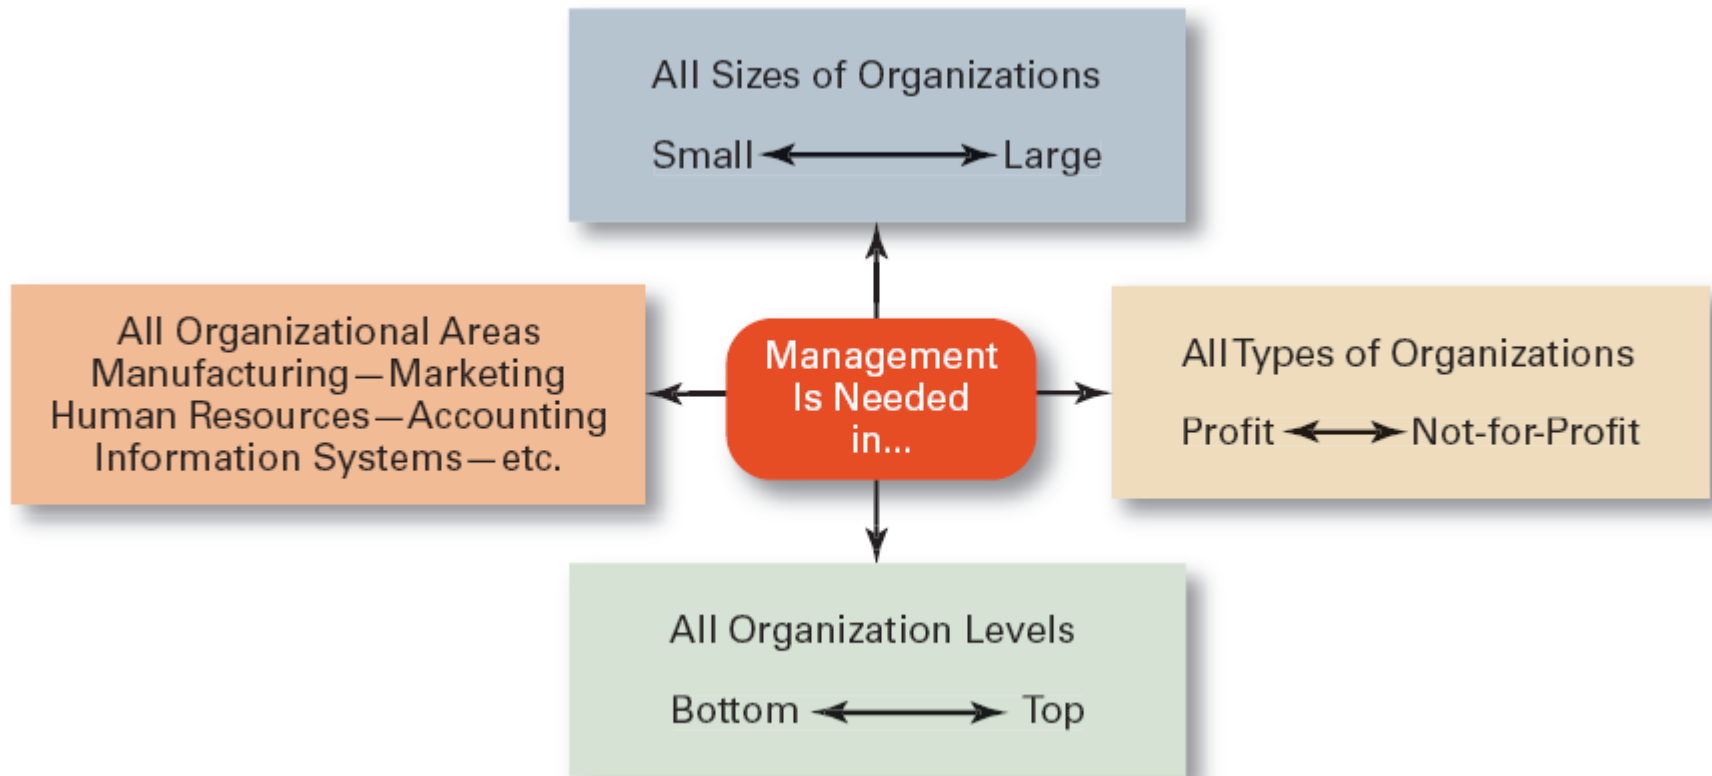 All Sizes of Organizations
Small Large
All Organizational Areas
Manufacturing—Marketing
Human Resources—Accounting
Information Systems—etc.
Management
Is Needed
in...
All Types of Organizations
Profit Not-for-Profit
All Organization Levels
Bottom Top